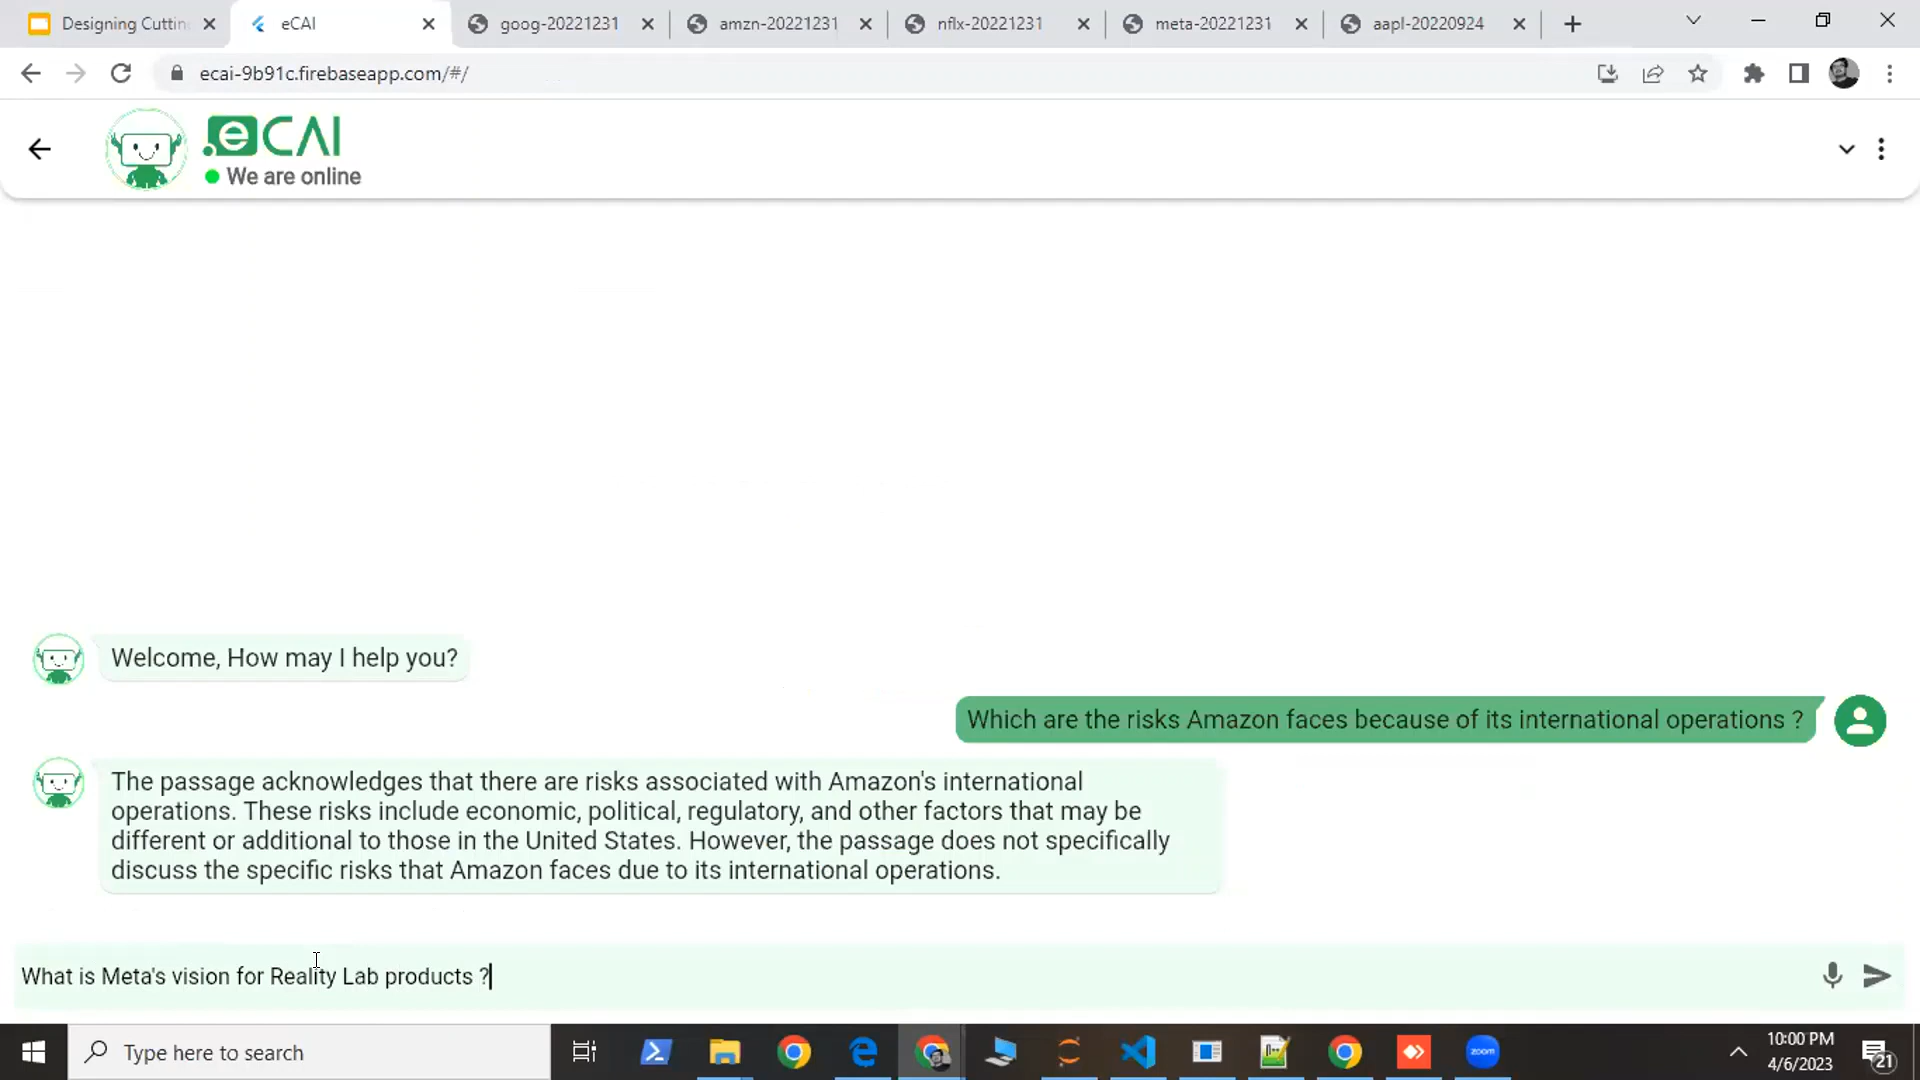 Designing Cuttin
eCAI
goog-20221231
amzn-20221231
nflx-20221231
meta-20221231
aapl-20220924
ecai-9b91c.firebaseapp.com/#/
.eCAI
We are online
Welcome, How may I help you?
Which are the risks Amazon faces because of its international operations ?
The passage acknowledges that there are risks associated with Amazon's international
operations. These risks include economic, political, regulatory, and other factors that may be
different or additional to those in the United States. However, the passage does not specifically
discuss the specific risks that Amazon faces due to its international operations.
What is Meta's vision for Reality Lab products ?
Type here to search
zoom
10:00 PM
4/6/2023
21